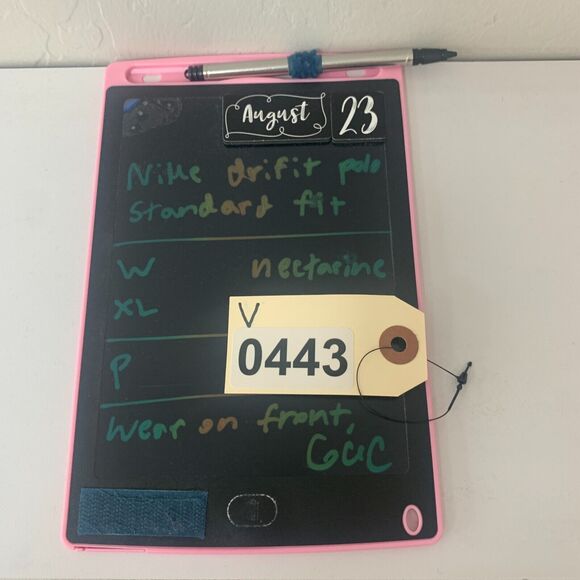 August 23
Nike drifit polo
standard fit
W nectarine
XL
V
0443
P
Wear on front,
GUC